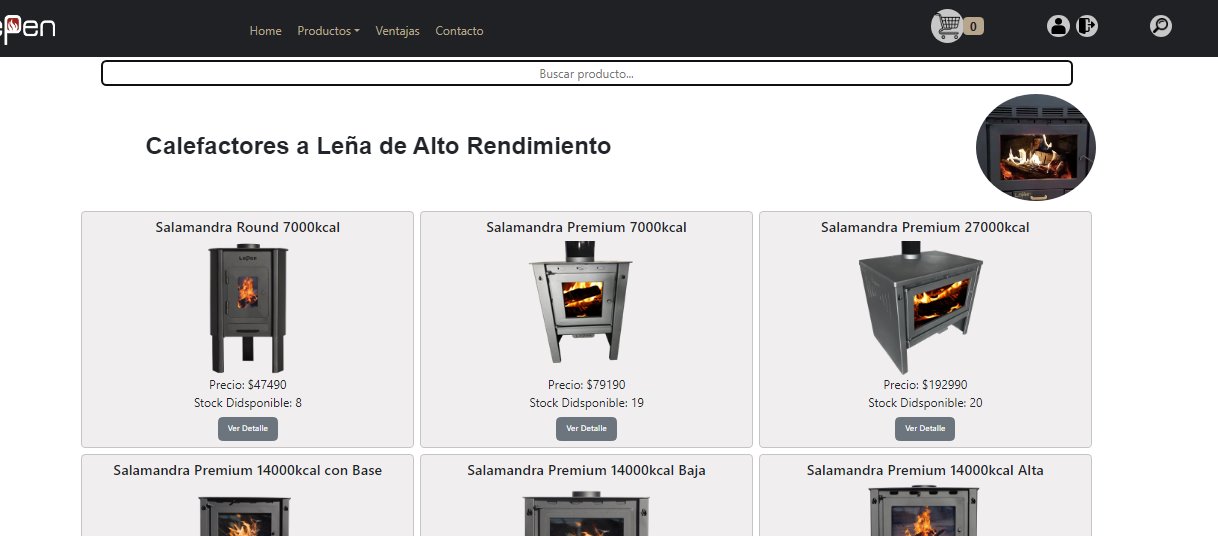 epen
Home Productos Ventajas Contacto 0
Buscar producto...
Calefactores a Leña de Alto Rendimiento
Salamandra Round 7000kcal
LePen
Precio: $47490
Stock Didsponible: 8
Ver Detalle
Salamandra Premium 7000kcal
Precio: $79190
Stock Didsponible: 19
Ver Detalle
Salamandra Premium 27000kcal
Precio: $192990
Stock Didsponible: 20
Ver Detalle
Salamandra Premium 14000kcal con Base
Salamandra Premium 14000kcal Baja
Salamandra Premium 14000kcal Alta